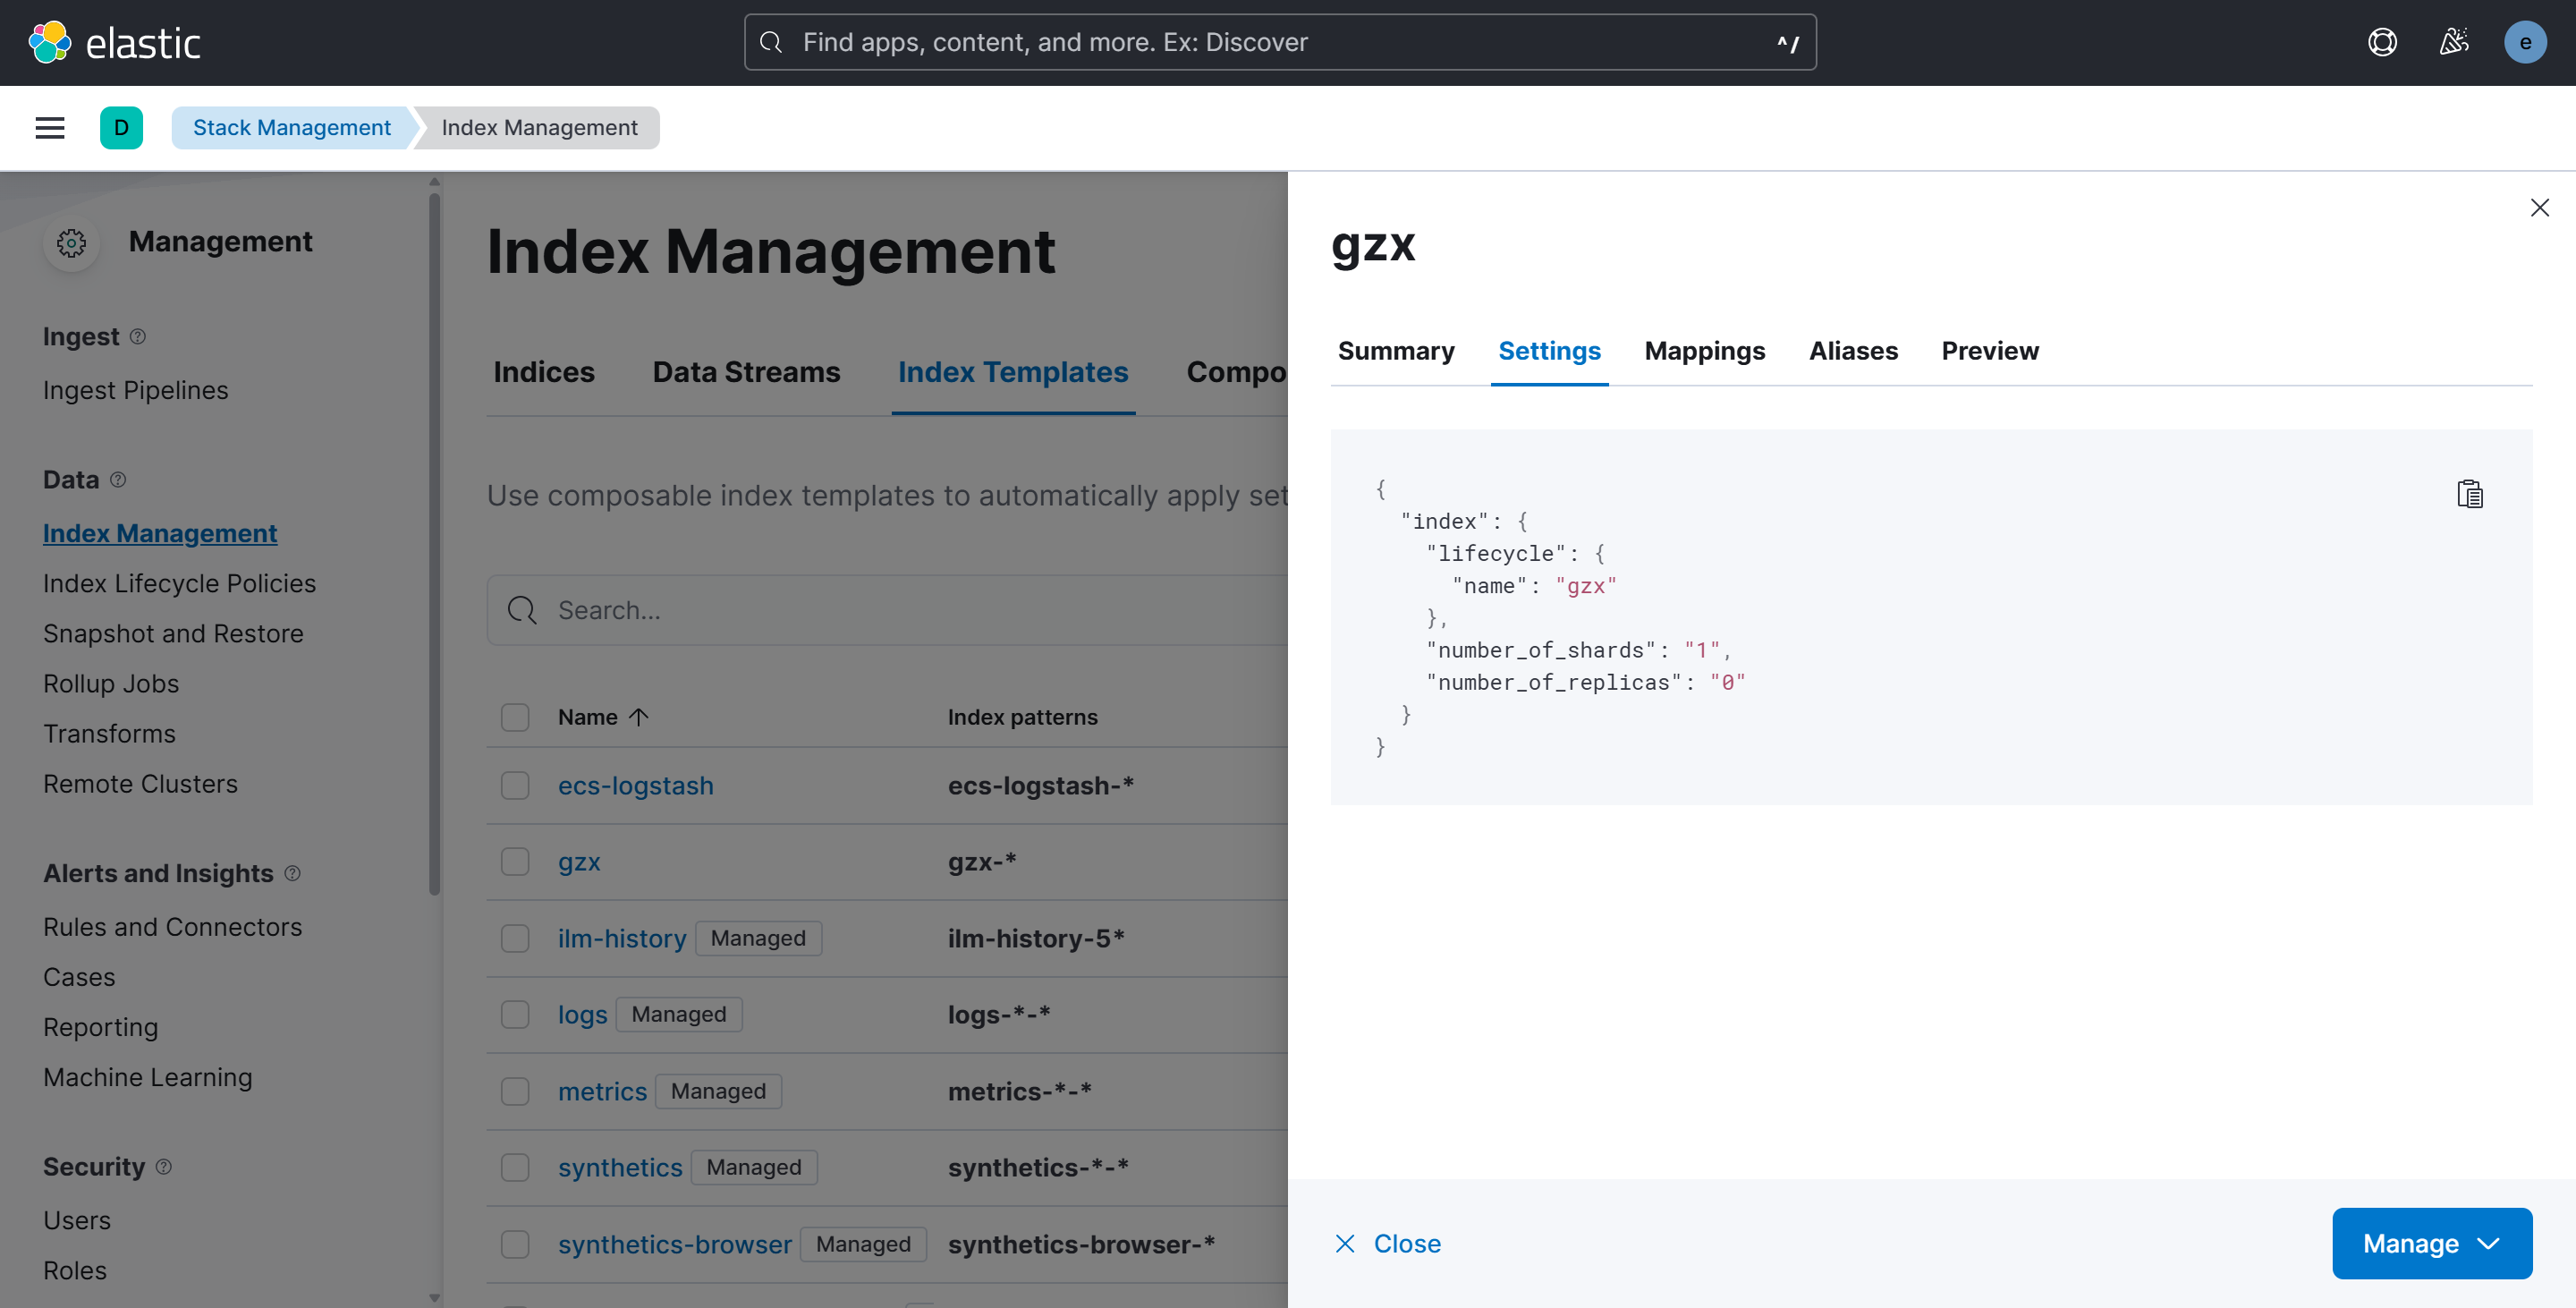 elastic
Find apps, content, and more. Ex: Discover
^/
e
D
Stack Management
Index Management
Management
Ingest
Ingest Pipelines
Data
Index Management
Index Lifecycle Policies
Snapshot and Restore
Rollup Jobs
Transforms
Remote Clusters
Alerts and Insights
Rules and Connectors
Cases
Reporting
Machine Learning
Security
Users
Roles
Index Management
Indices
Data Streams
Index Templates
Compo
Use composable index templates to automatically apply set
Search...
Name
Index patterns
ecs-logstash
ecs-logstash-*
gzx
gzx-*
ilm-history Managed
ilm-history-5*
logs Managed
logs-*-*
metrics Managed
metrics-*-*
synthetics Managed
synthetics-*-*
synthetics-browser Managed
synthetics-browser-*
gzx
Summary
Settings
Mappings
Aliases
Preview
{
"index": {
"lifecycle": {
"name": "gzx"
},
"number_of_shards": "1",
"number_of_replicas": "0"
}
}
Close
Manage